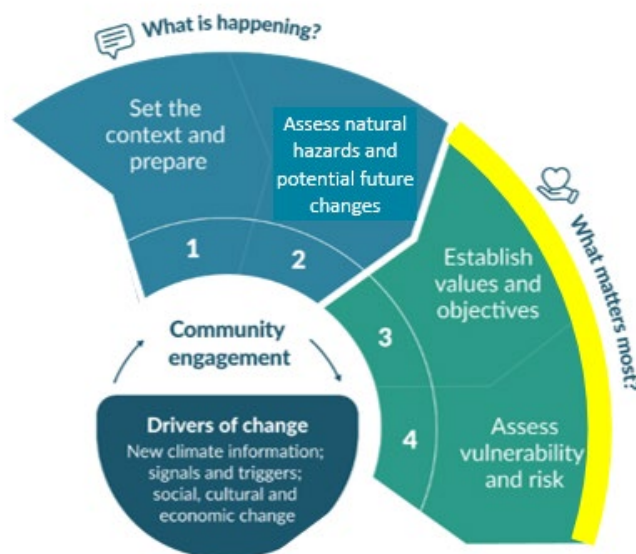 What is happening?
Set the
context and
prepare
Assess natural
hazards and
potential future
changes
1
2
What matters most?
Establish
values and
objectives
3
4
Assess
vulnerability
and risk
Community
engagement
Drivers of change
New climate information;
signals and triggers;
social, cultural and
economic change